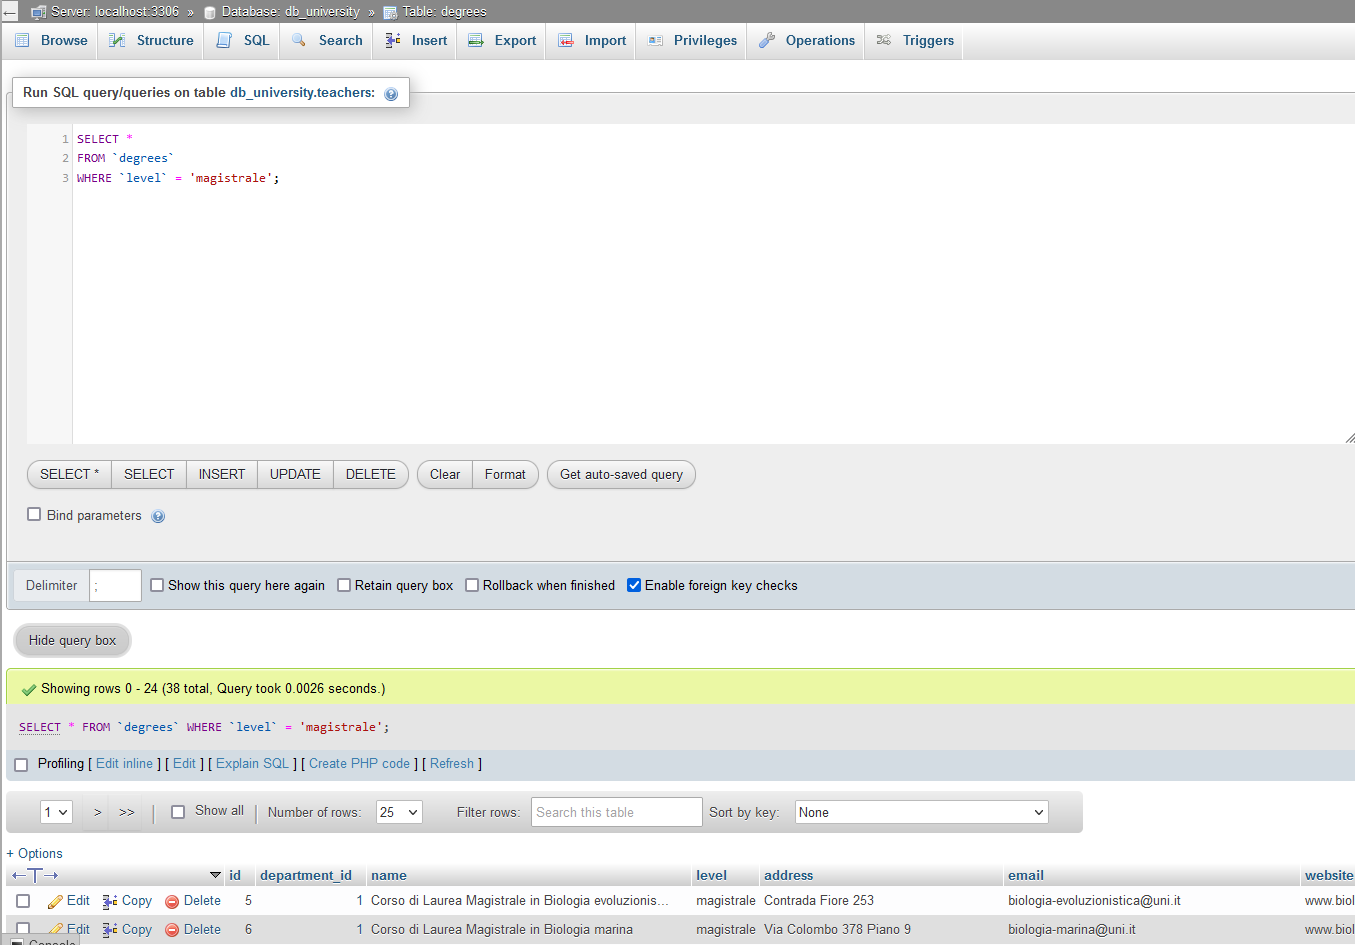 Server: localhost:3306 » Database: db_university » Table: degrees
Browse Structure SQL Search Insert Export Import Privileges Operations Triggers
Run SQL query/queries on table db_university.teachers:
1 SELECT *
2 FROM `degrees`
3 WHERE `level` = 'magistrale';
SELECT * SELECT INSERT UPDATE DELETE Clear Format Get auto-saved query
Bind parameters
Delimiter ; Show this query here again Retain query box Rollback when finished Enable foreign key checks
Hide query box
Showing rows 0 - 24 (38 total, Query took 0.0026 seconds.)
SELECT * FROM `degrees` WHERE `level` = 'magistrale';
Profiling [ Edit inline ] [ Edit ] [ Explain SQL ] [ Create PHP code ] [ Refresh ]
1 > >> | Show all | Number of rows: 25 Filter rows: Search this table Sort by key: None
+ Options
←T→ id department_id name level address email website
Edit Copy Delete 5 1 Corso di Laurea Magistrale in Biologia evoluzionis... magistrale Contrada Fiore 253 biologia-evoluzionistica@uni.it www.biol
Edit Copy Delete 6 1 Corso di Laurea Magistrale in Biologia marina magistrale Via Colombo 378 Piano 9 biologia-marina@uni.it www.biol
Console